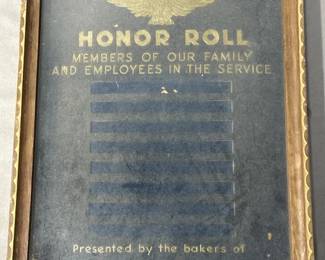 HONOR ROLL
MEMBERS OF OUR FAMILY
AND EMPLOYEES IN THE SERVICE
Presented by the bakers of